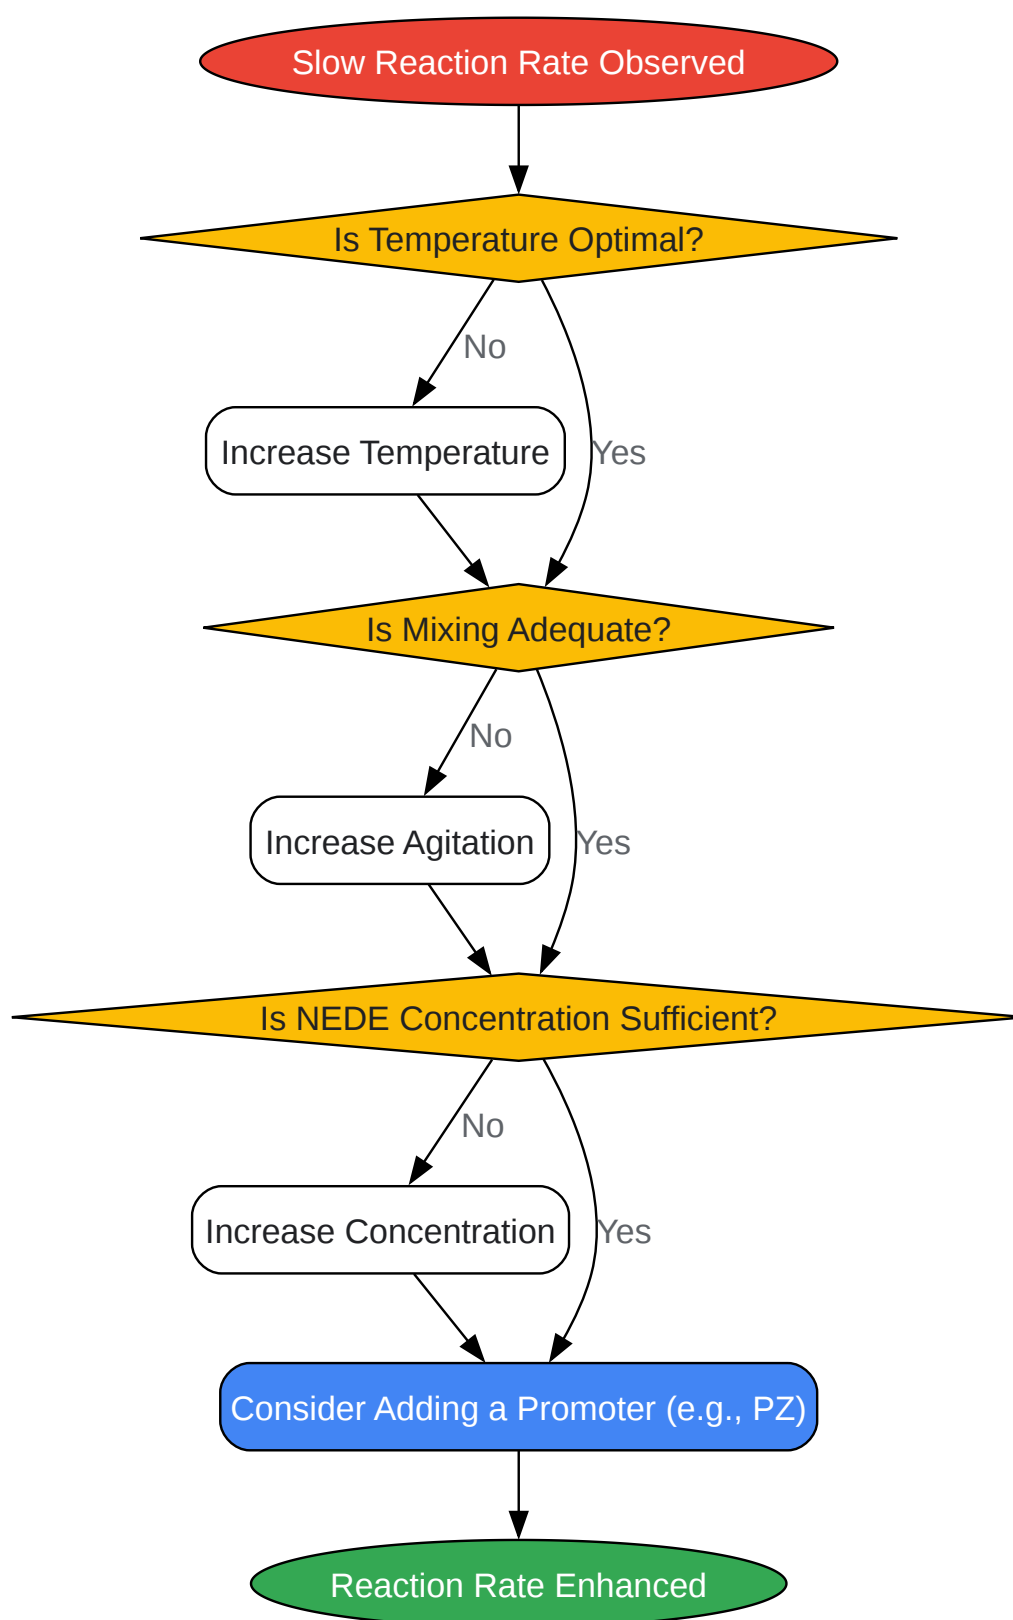 Slow Reaction Rate Observed
Is Temperature Optimal?
No
Increase Temperature
Yes
Is Mixing Adequate?
No
Increase Agitation
Yes
Is NEDE Concentration Sufficient?
No
Increase Concentration
Yes
Consider Adding a Promoter (e.g., PZ)
Reaction Rate Enhanced